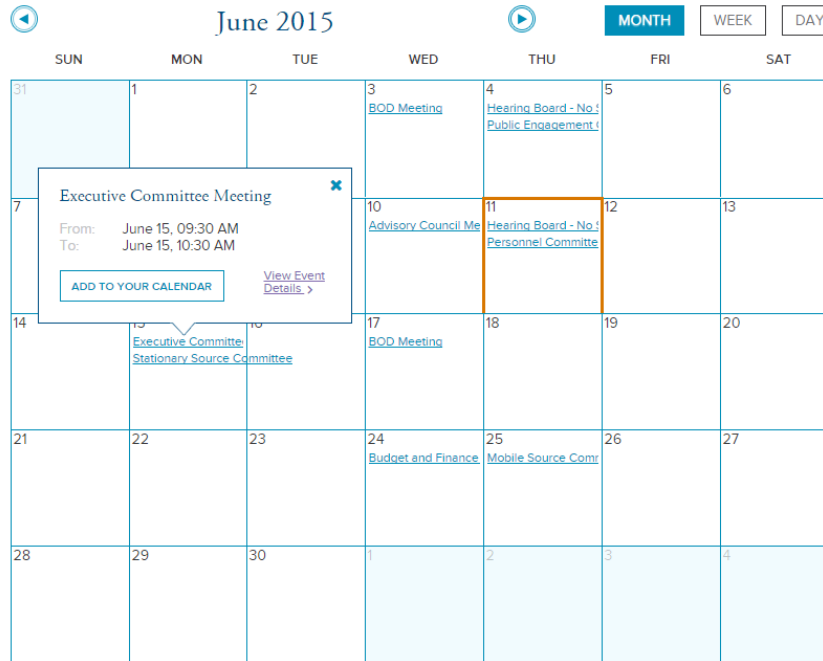 June 2015
MONTH
WEEK
DAY
SUN MON TUE WED THU FRI SAT
31 1 2 3 4 5 6
BOD Meeting
Hearing Board - No
Public Engagement
Executive Committee Meeting
From: June 15, 09:30 AM
To: June 15, 10:30 AM
ADD TO YOUR CALENDAR
View Event
Details >
7 10 11 12 13
Advisory Council Me
Hearing Board - No
Personnel Committe
14 15 16 17 18 19 20
Executive Committe
Stationary Source Committee
BOD Meeting
21 22 23 24 25 26 27
Budget and Finance
Mobile Source Com
28 29 30 1 2 3 4